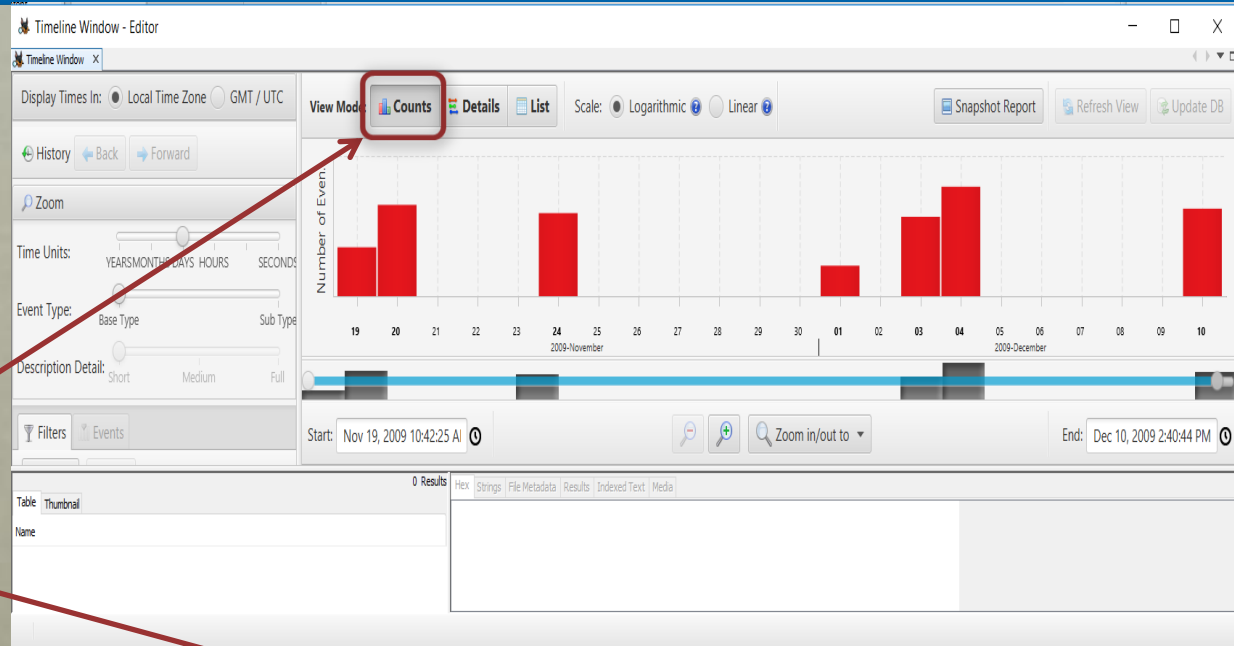 Timeline Window - Editor
Timeline Window X
Display Times In: Local Time Zone GMT / UTC
History Back Forward
Zoom
Time Units:
YEARS MONTHS DAYS HOURS SECONDS
Event Type:
Base Type Sub Type
Description Detail:
Short Medium Full
Filters Events
View Mode: Counts Details List Scale: Logarithmic Linear Snapshot Report Refresh View Update DB
Number of Even.
19 20 21 22 23 24 25 26 27 28 29 30 01 02 03 04 05 06 07 08 09 10
2009-November 2009-December
Start: Nov 19, 2009 10:42:25 A Zoom in/out to End: Dec 10, 2009 2:40:44 PM
0 Results
Table Thumbnail
Name
Hex Strings File Metadata Results Indexed Text Media